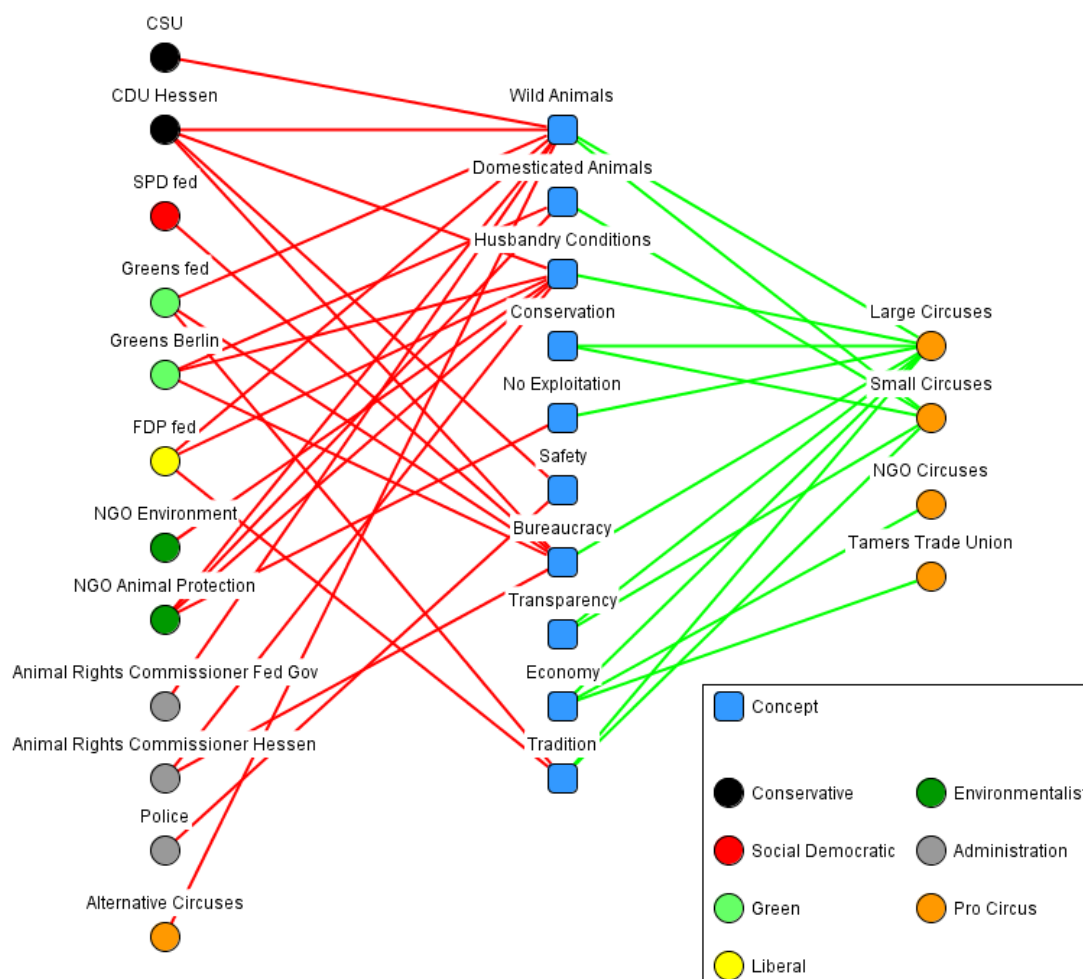 CSU
CDU Hessen
SPD fed
Greens fed
Greens Berlin
FDP fed
NGO Environment
NGO Animal Protection
Animal Rights Commissioner Fed Gov
Animal Rights Commissioner Hessen
Police
Alternative Circuses
Wild Animals
Domesticated Animals
Husbandry Conditions
Conservation
No Exploitation
Safety
Bureaucracy
Transparency
Economy
Tradition
Large Circuses
Small Circuses
NGO Circuses
Tamers Trade Union
Concept
Conservative
Environmentalist
Social Democratic
Administration
Green
Pro Circus
Liberal